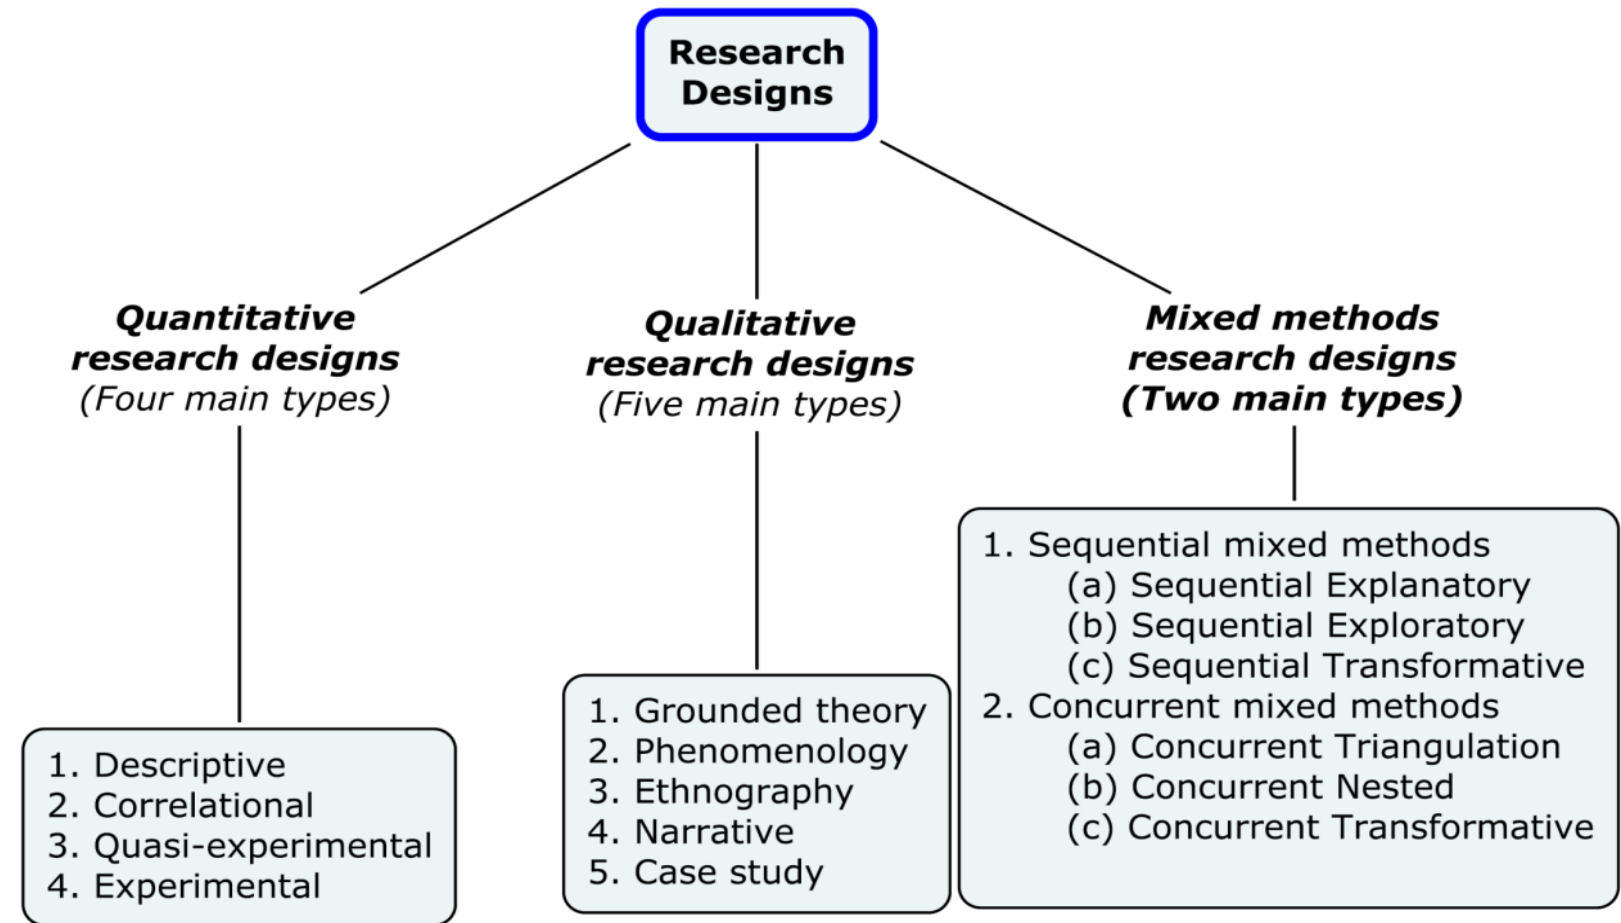 Research
Designs
Quantitative
research designs
(Four main types)
Qualitative
research designs
(Five main types)
Mixed methods
research designs
(Two main types)
1. Descriptive
2. Correlational
3. Quasi-experimental
4. Experimental
1. Grounded theory
2. Phenomenology
3. Ethnography
4. Narrative
5. Case study
1. Sequential mixed methods
(a) Sequential Explanatory
(b) Sequential Exploratory
(c) Sequential Transformative
2. Concurrent mixed methods
(a) Concurrent Triangulation
(b) Concurrent Nested
(c) Concurrent Transformative